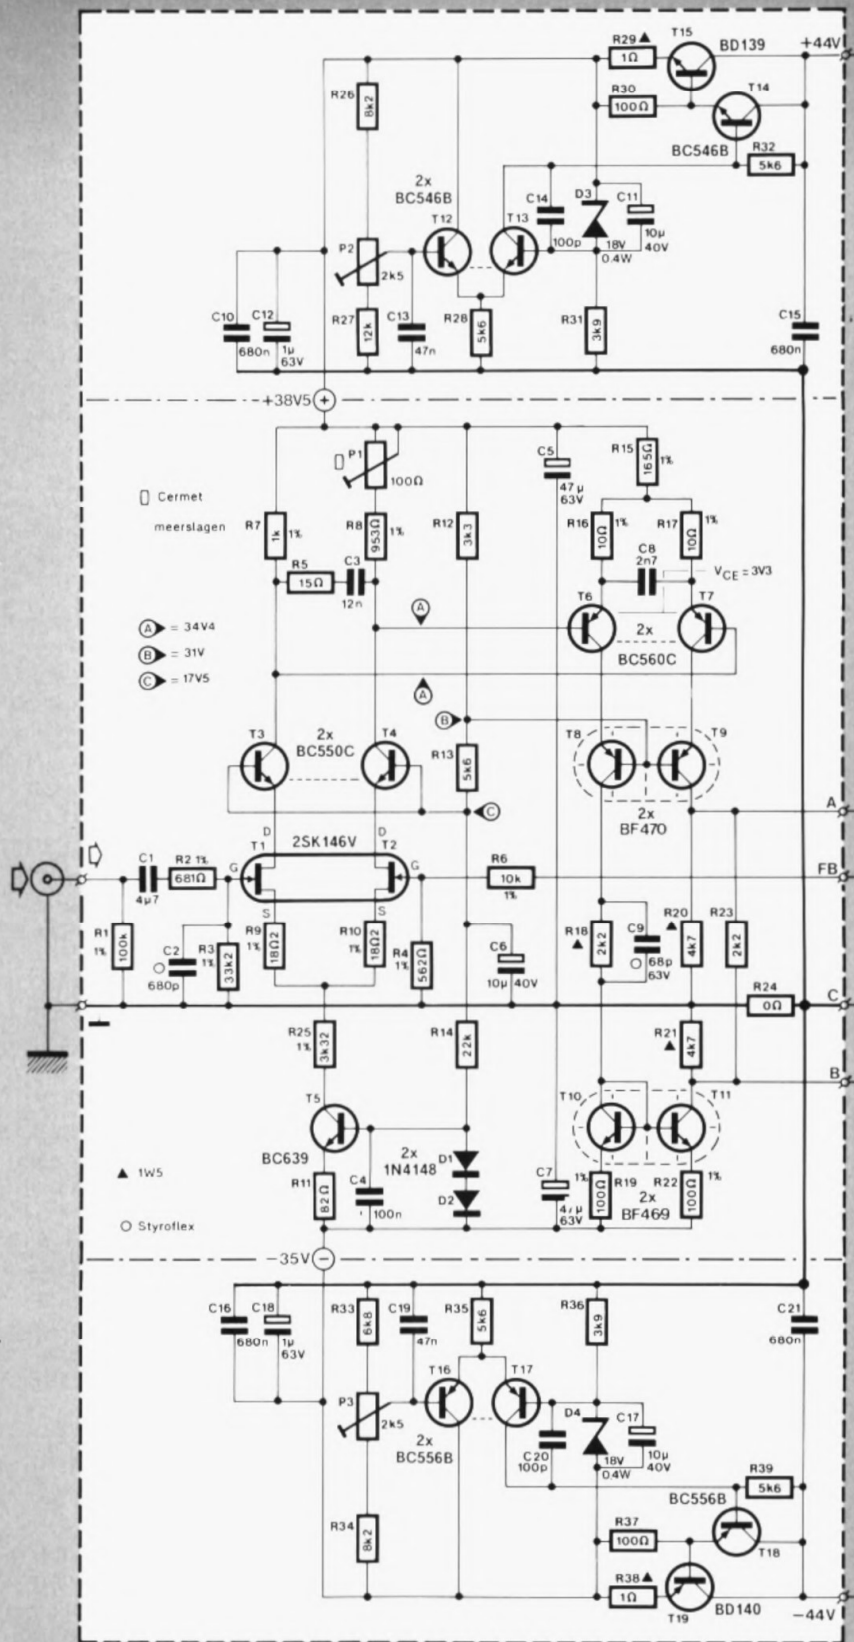 R29 ▲
1Ω
T15
BD139
+44V
R26
8k2
R30
100Ω
T14
BC546B
R32
5k6
2x
BC546B
T12
T13
C14
100p
D3
18V
0.4W
C11
10µ
40V
P2
2k5
C10
680n
C12
1µ
63V
R27
12k
C13
47n
R28
5k6
R31
3k9
C15
680n
+38V5
+
P1
100Ω
C5
47µ
63V
R15
165Ω
1%
Cermet
meerslagen
R7
1k
1%
R8
953Ω
1%
R12
3k3
R16
10Ω
1%
R17
10Ω
1%
R5
15Ω
C3
12n
C8
2n7
VCE = 3V3
A = 34V4
B = 31V
C = 17V5
A
T6
T7
2x
BC560C
A
B
T3
T4
2x
BC550C
R13
5k6
T8
T9
2x
BF470
C
A
D
D
T1
2SK146V
T2
C1
4µ7
R2 1%
681Ω
G
G
S
S
R6
10k
1%
FB
R1
1%
100k
C2
680p
R3
1%
33k2
R9
1%
18Ω2
R10
1%
18Ω2
R4
1%
562Ω
C6
10µ
40V
R18
▲
2k2
C9
68p
63V
R20
▲
4k7
R23
2k2
R24
0Ω
C
R25
1%
3k32
R14
22k
R21
▲
4k7
B
T5
BC639
T10
T11
▲ 1W5
R11
82Ω
C4
100n
2x
1N4148
D1
D2
C7
47µ
63V
1%
100Ω
R19
R22
100Ω
1%
2x
BF469
Styroflex
-35V
−
C16
680n
C18
1µ
63V
R33
6k8
C19
47n
R35
5k6
R36
3k9
C21
680n
T16
T17
P3
2k5
2x
BC556B
C20
100p
D4
18V
0.4W
C17
10µ
40V
R34
8k2
BC556B
R39
5k6
R37
100Ω
T18
R38 ▲
1Ω
T19
BD140
−44V